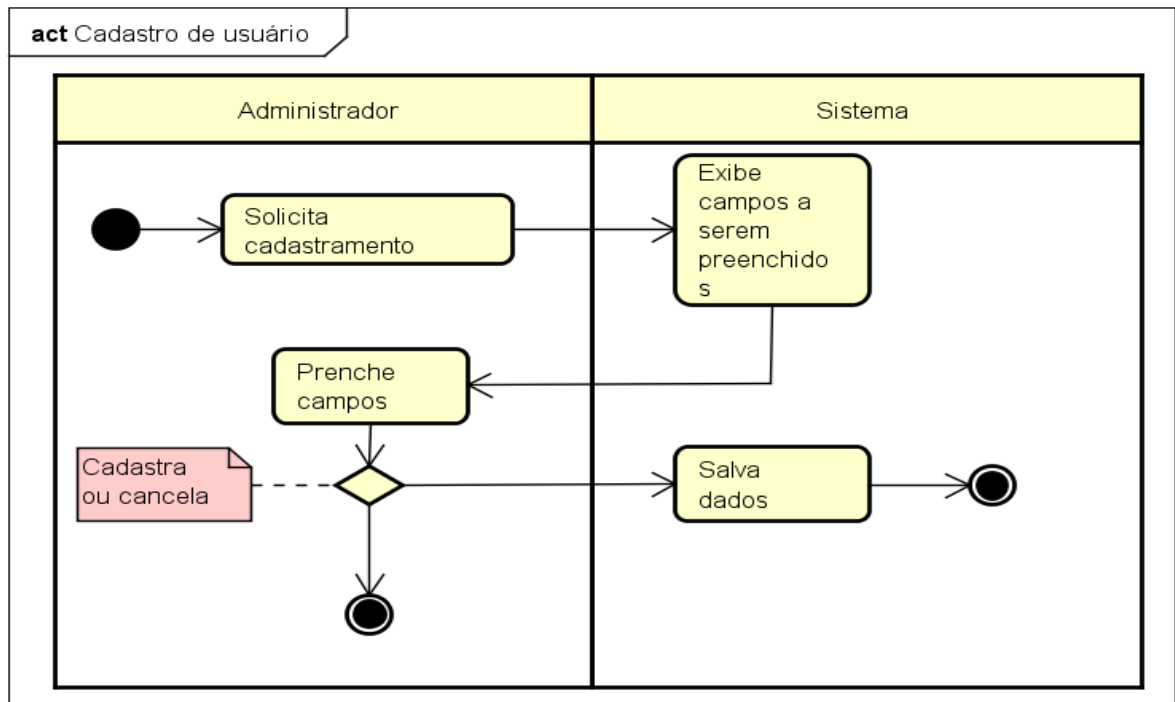 act Cadastro de usuário
Administrador
Sistema
Solicita
cadastramento
Exibe
campos a
serem
preenchido
s
Prenche
campos
Cadastra
ou cancela
Salva
dados